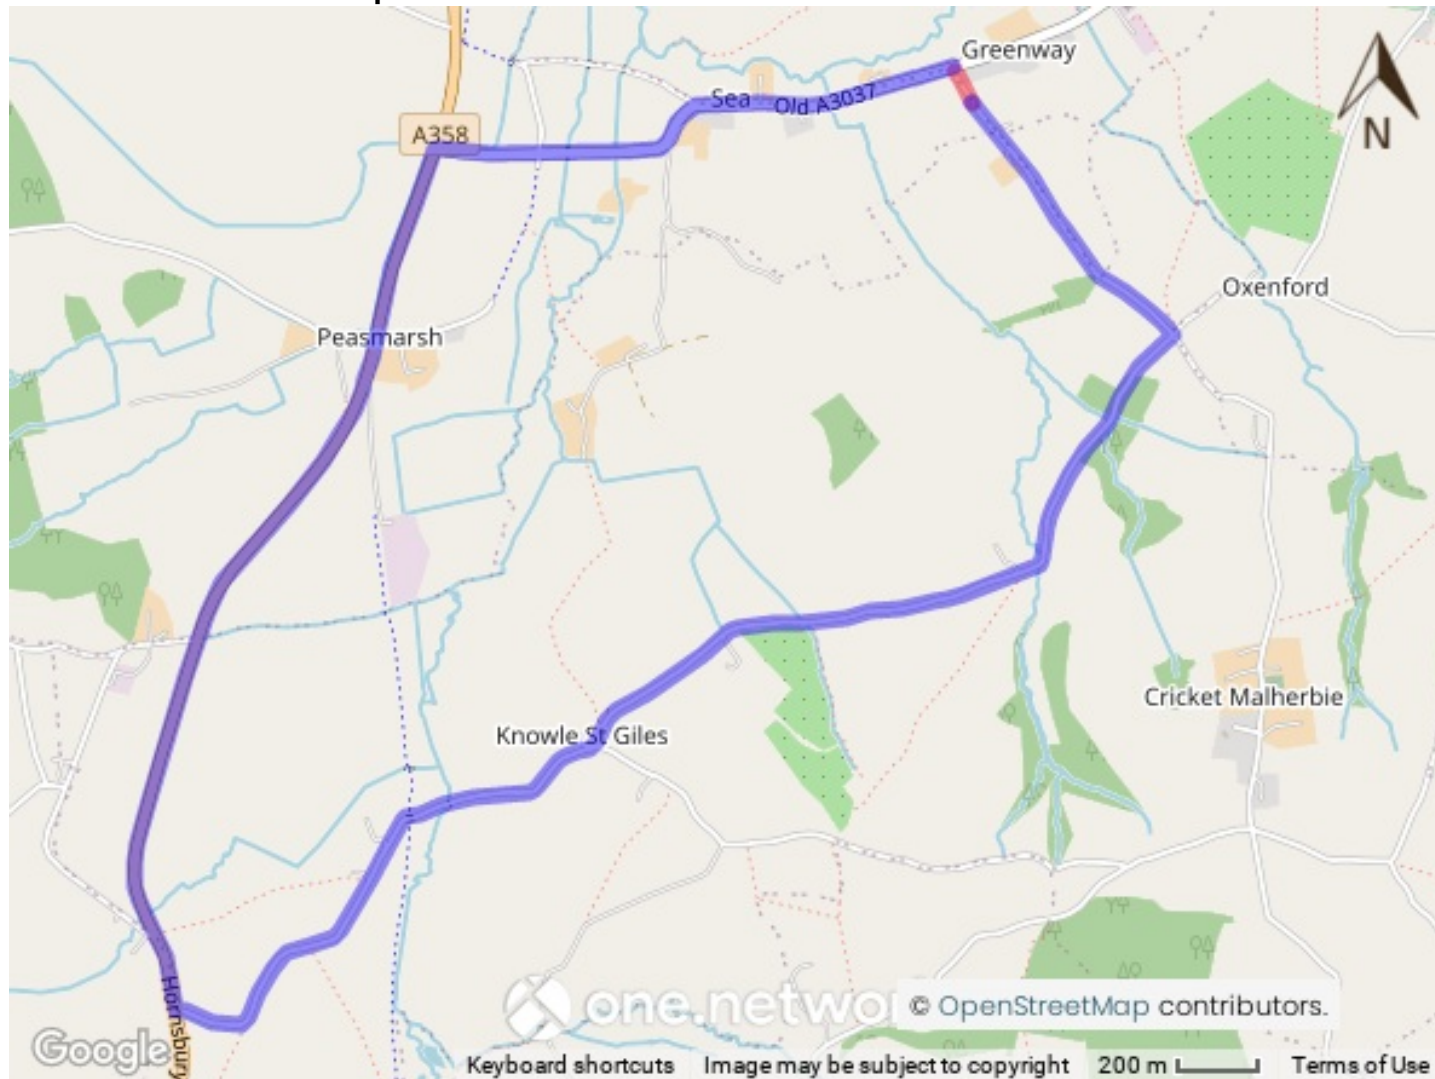 Greenway
Sea
Old A3037
A358
N
Oxenford
Peasmarsh
Cricket Malherbie
Knowle St Giles
Hornsbury
one.networ
© OpenStreetMap contributors.
Google
Keyboard shortcuts
Image may be subject to copyright
200 m
Terms of Use